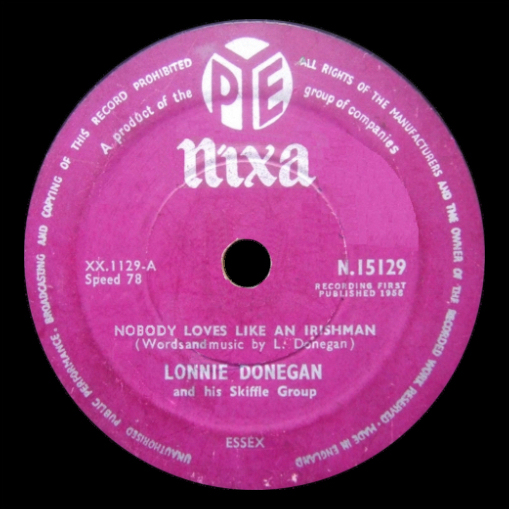 UNAUTHORISED PUBLIC PERFORMANCE, BROADCASTING AND COPYING OF THIS RECORD PROHIBITED
ALL RIGHTS OF THE MANUFACTURERS AND THE OWNER OF THE RECORDED WORK RESERVED · MADE IN ENGLAND
A product of the
PYE
group of companies
nixa
XX.1129-A
Speed 78
N.15129
RECORDING FIRST
PUBLISHED 1958
NOBODY LOVES LIKE AN IRISHMAN
(Wordsandmusic by L. Donegan)
LONNIE DONEGAN
and his Skiffle Group
ESSEX